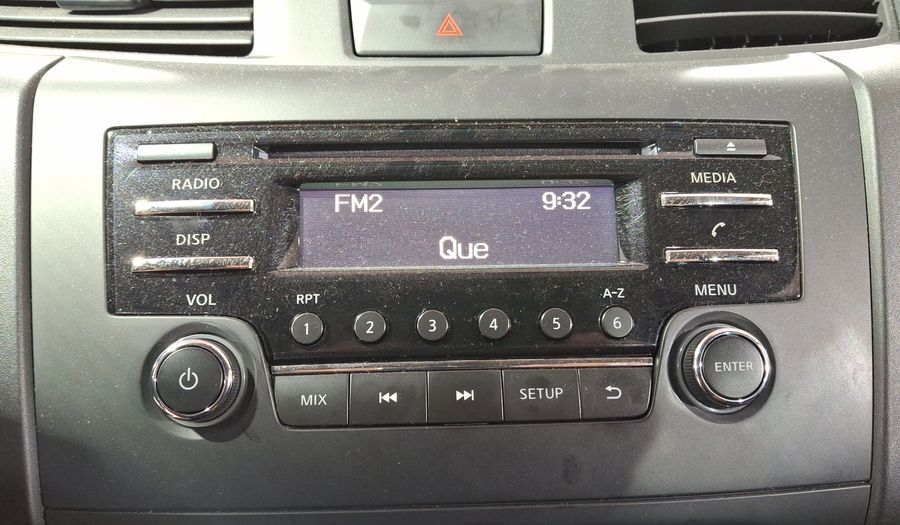 RADIO
MEDIA
FM2 9:32
DISP
Que
VOL
MENU
RPT
A-Z
1 2 3 4 5 6
MIX
SETUP
ENTER